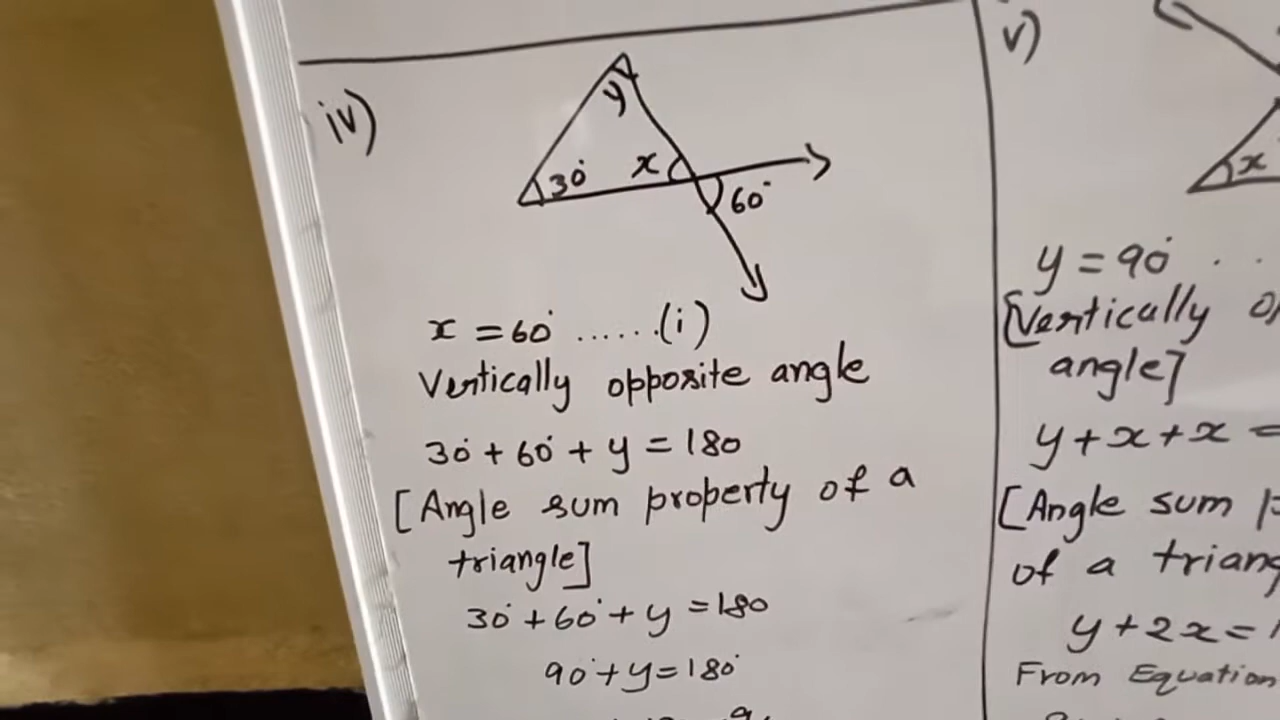 iv)
y
30° x
60°
x = 60° ......(i)
Vertically opposite angle
30° + 60° + y = 180
[Angle sum property of a
triangle]
30° + 60° + y = 180
90° + y = 180°
v)
x
y = 90° . . .
[Vertically
angle]
y + x + x =
[Angle sum
of a
y + 2x =
From Equation